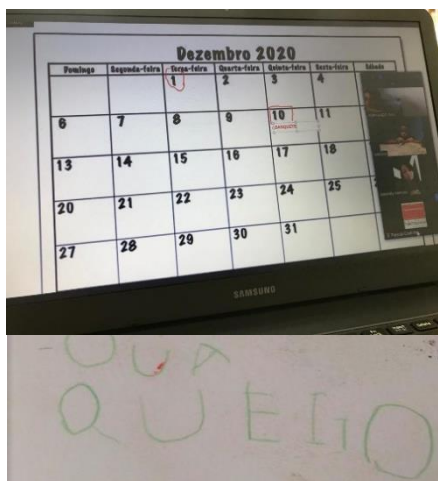 Dezembro 2020
Domingo Segunda-feira Terça-feira Quarta-feira Quinta-feira Sexta-feira Sábado
1 2 3 4
6 7 8 9 10 11
13 14 15 16 17 18
20 21 22 23 24 25
27 28 29 30 31
SAMSUNG
QUA
QUEIGO